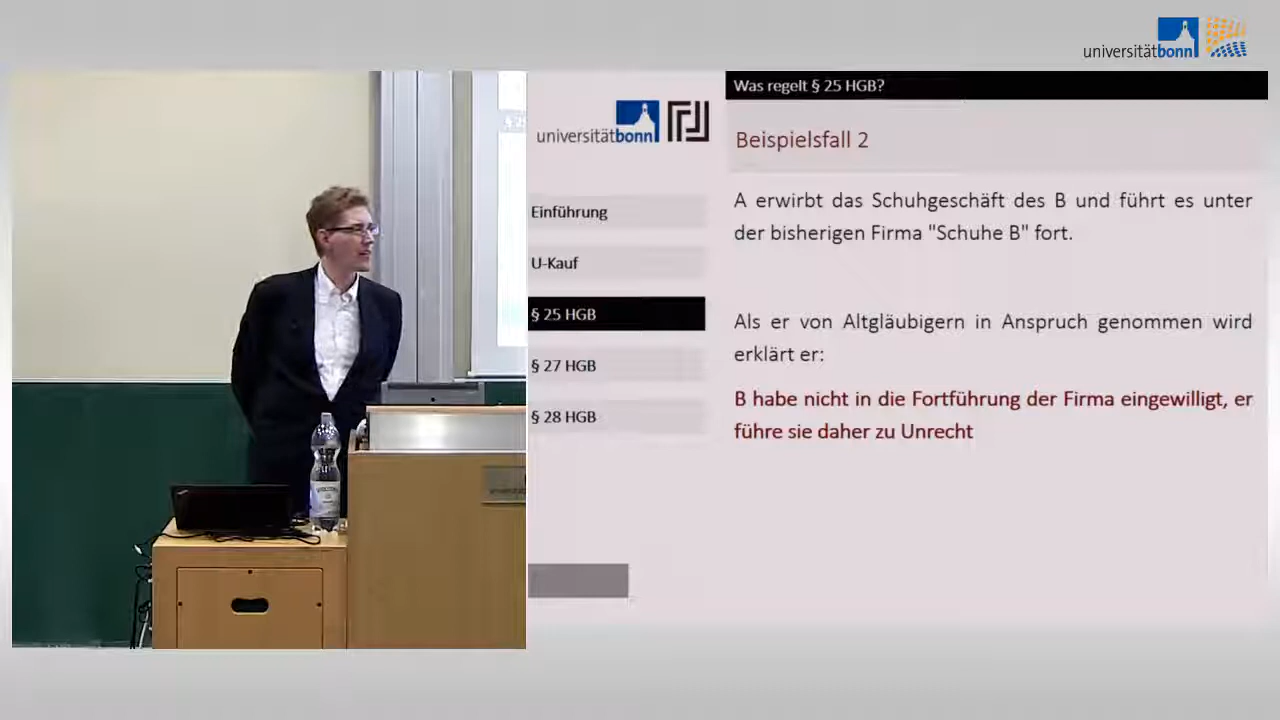 universitätbonn
Was regelt § 25 HGB?
universitätbonn
Beispielsfall 2
Einführung
U-Kauf
§ 25 HGB
§ 27 HGB
§ 28 HGB
A erwirbt das Schuhgeschäft des B und führt es unter
der bisherigen Firma "Schuhe B" fort.
Als er von Altgläubigern in Anspruch genommen wird
erklärt er:
B habe nicht in die Fortführung der Firma eingewilligt, er
führe sie daher zu Unrecht